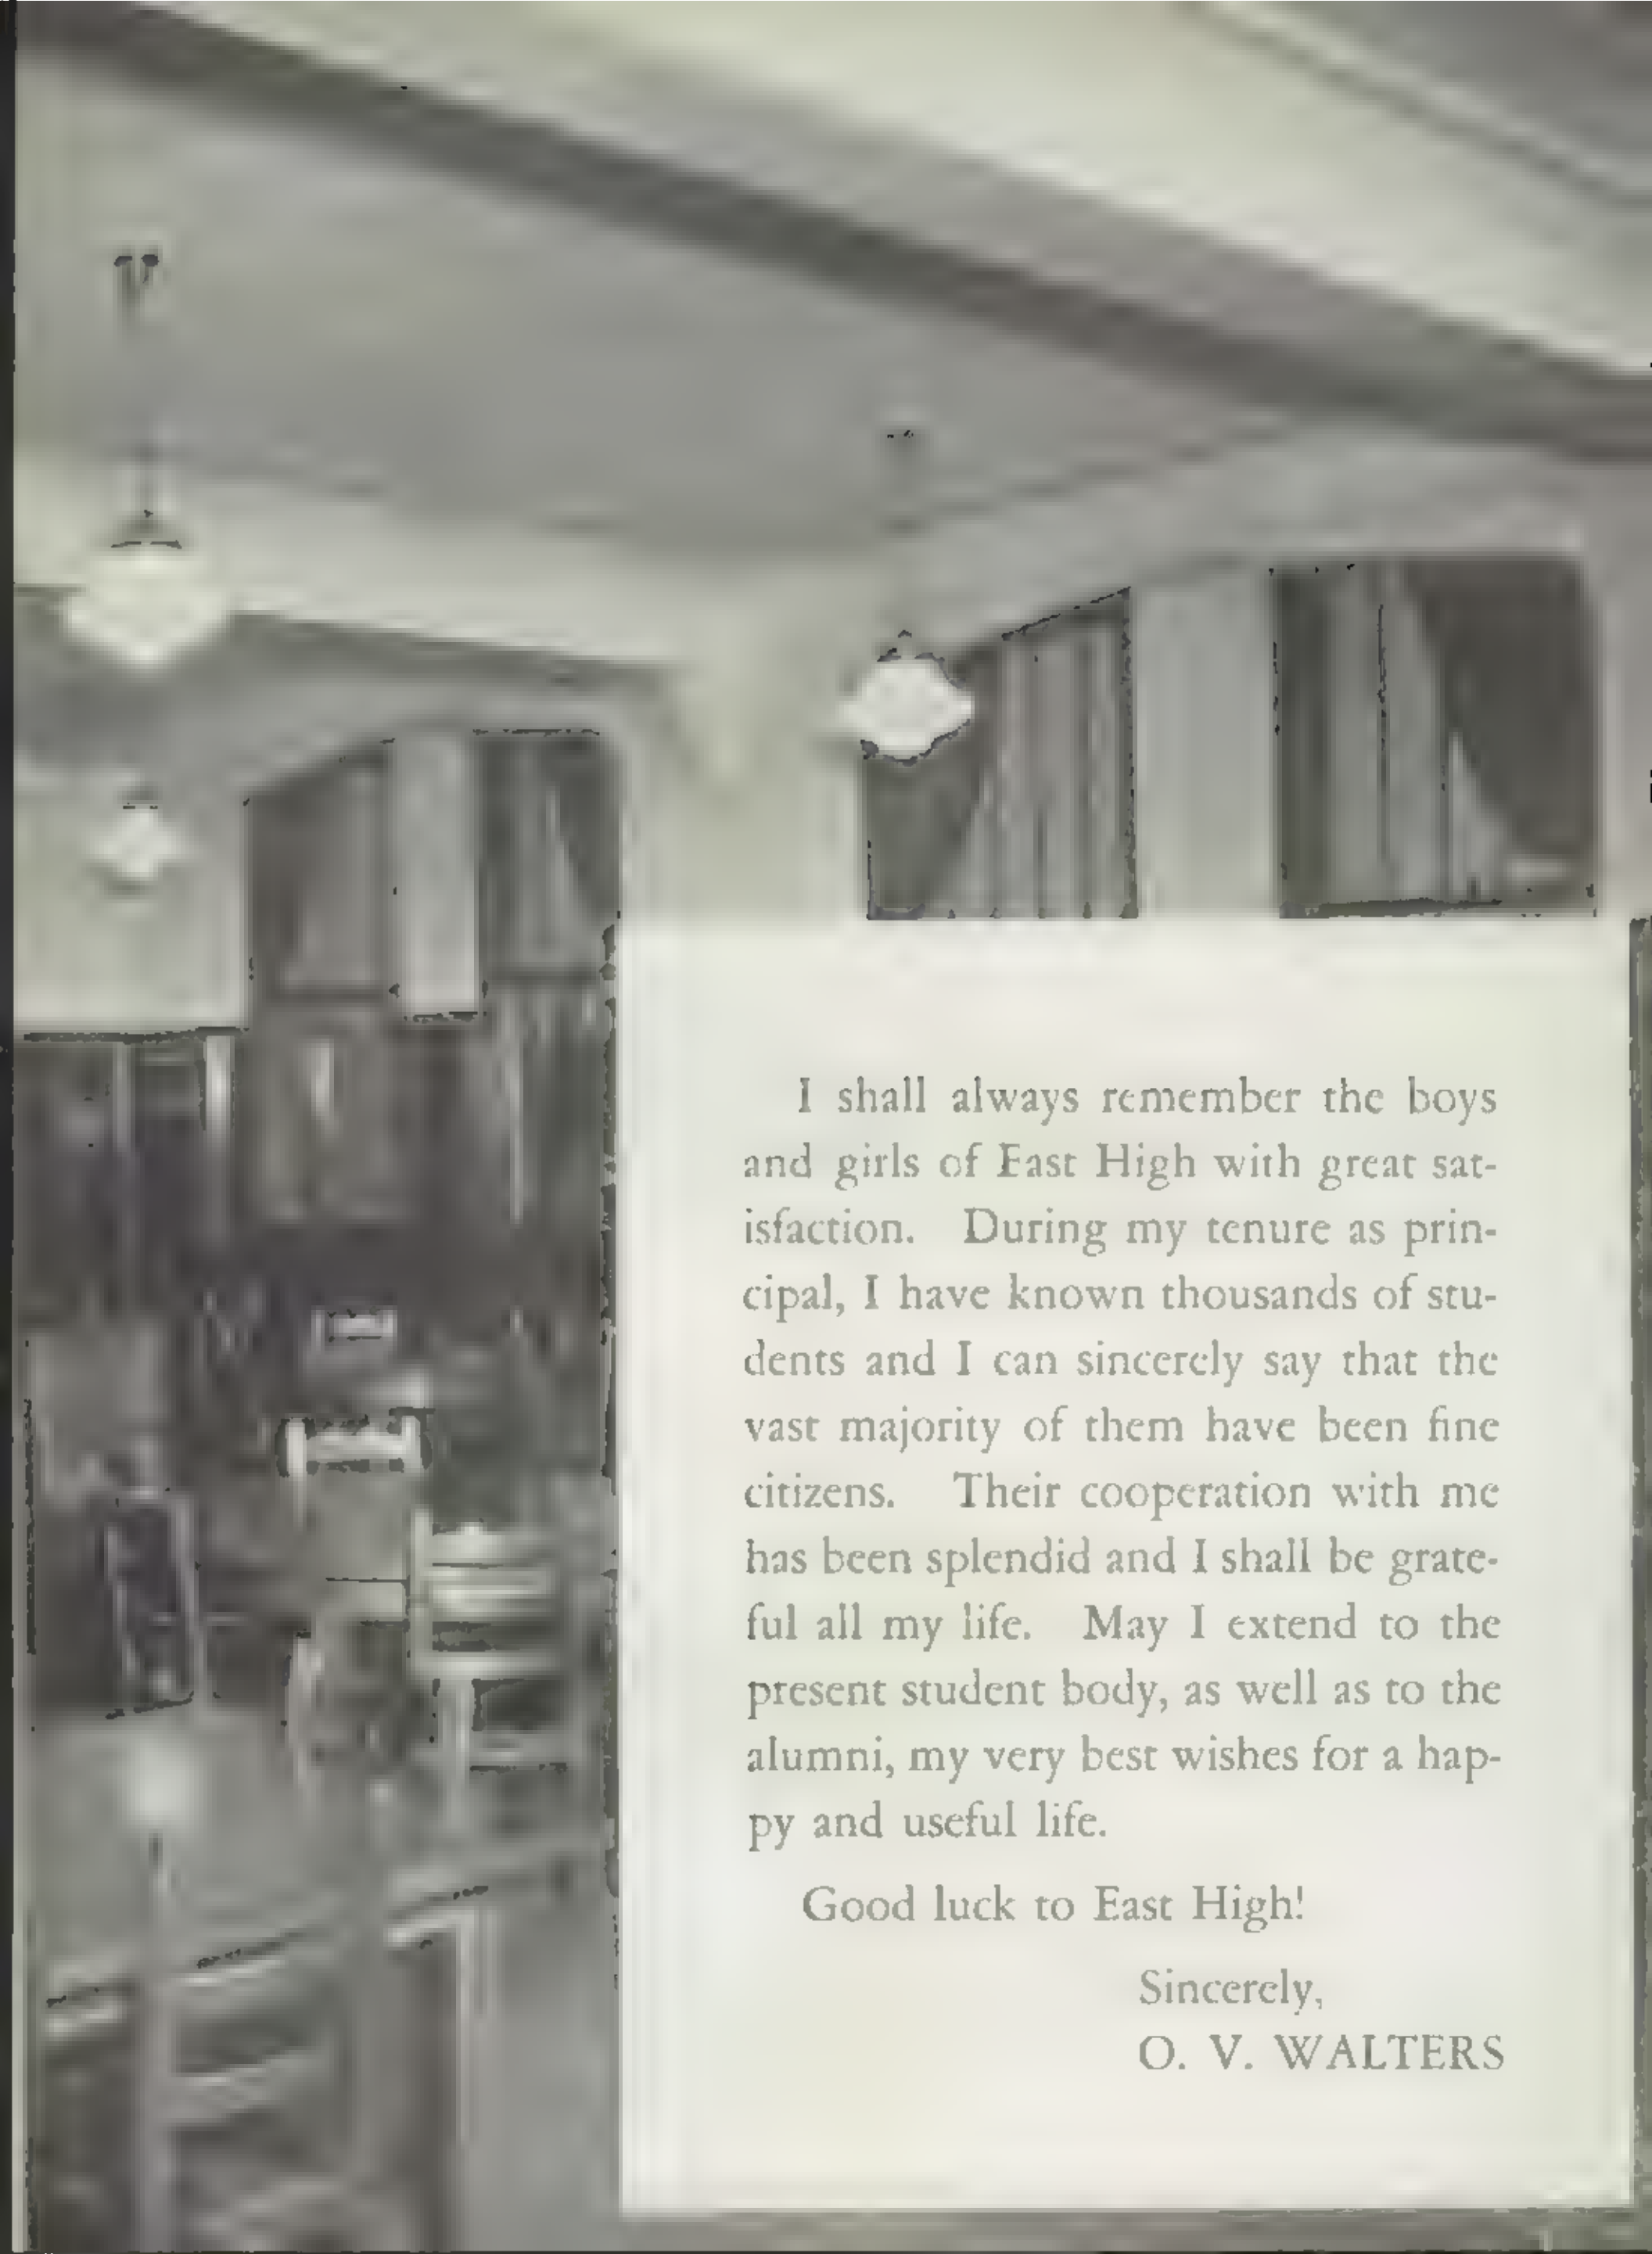 I shall always remember the boys
and girls of East High with great sat-
isfaction. During my tenure as prin-
cipal, I have known thousands of stu-
dents and I can sincerely say that the
vast majority of them have been fine
citizens. Their cooperation with me
has been splendid and I shall be grate-
ful all my life. May I extend to the
present student body, as well as to the
alumni, my very best wishes for a hap-
py and useful life.
Good luck to East High!
Sincerely,
O. V. WALTERS